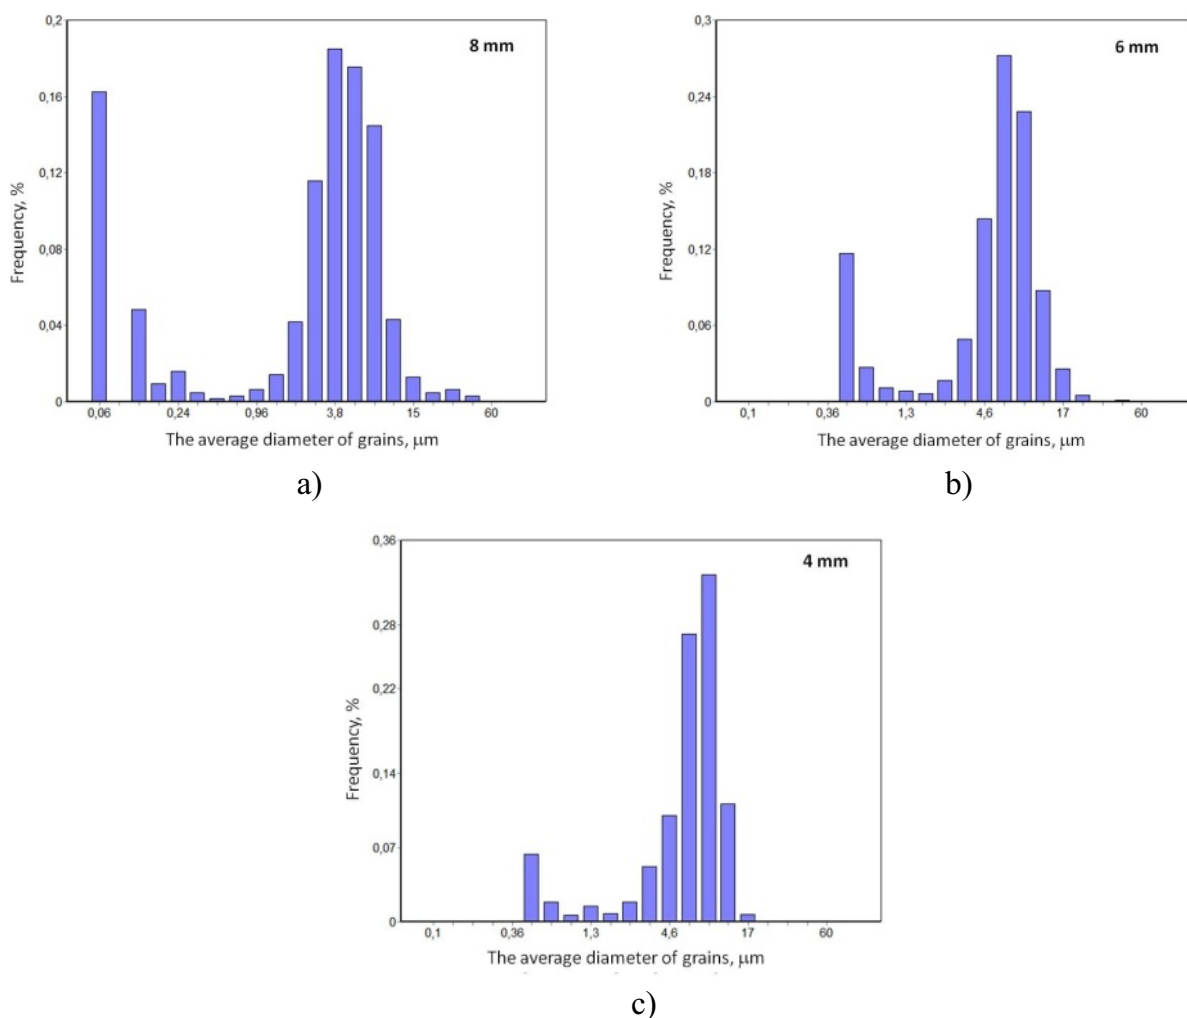 0,2
8 mm
0,16
0,12
0,08
0,04
0
Frequency, %
0,06 0,24 0,96 3,8 15 60
The average diameter of grains, μm
a)
0,3
6 mm
0,24
0,18
0,12
0,06
0
Frequency, %
0,1 0,36 1,3 4,6 17 60
The average diameter of grains, μm
b)
0,36
4 mm
0,28
0,22
0,14
0,07
0
Frequency, %
0,1 0,36 1,3 4,6 17 60
The average diameter of grains, μm
c)